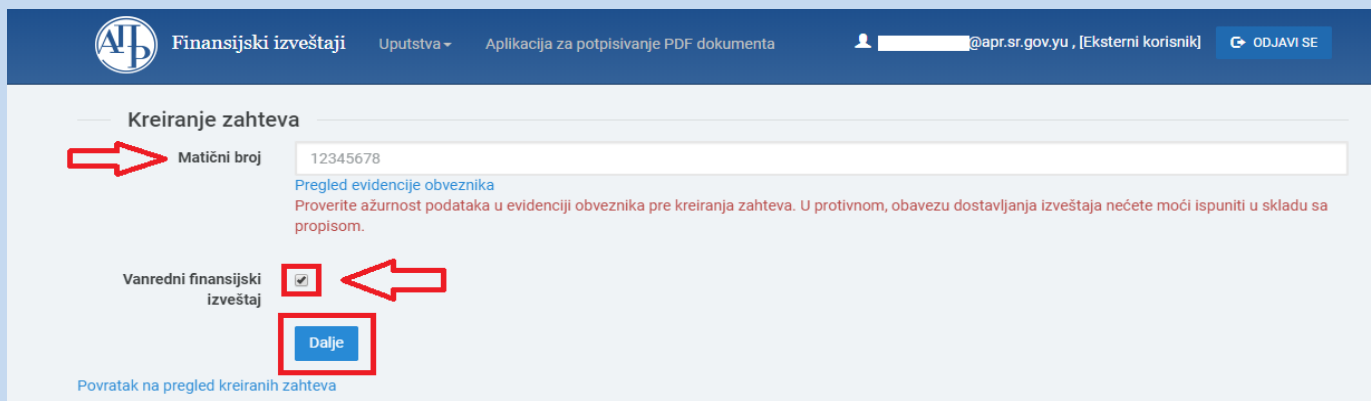 АПР
Finansijski izveštaji Uputstva Aplikacija za potpisivanje PDF dokumenta @apr.sr.gov.yu , [Eksterni korisnik] ODJAVI SE
Kreiranje zahteva
Matični broj 12345678
Pregled evidencije obveznika
Proverite ažurnost podataka u evidenciji obveznika pre kreiranja zahteva. U protivnom, obavezu dostavljanja izveštaja nećete moći ispuniti u skladu sa
propisom.
Vanredni finansijski
izveštaj
Dalje
Povratak na pregled kreiranih zahteva